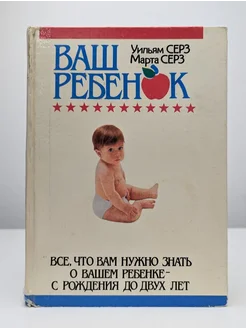 Уильям СЕРЗ
Марта СЕРЗ
ВАШ
РЕБЕНОК
ВСЕ, ЧТО ВАМ НУЖНО ЗНАТЬ
О ВАШЕМ РЕБЕНКЕ –
С РОЖДЕНИЯ ДО ДВУХ ЛЕТ